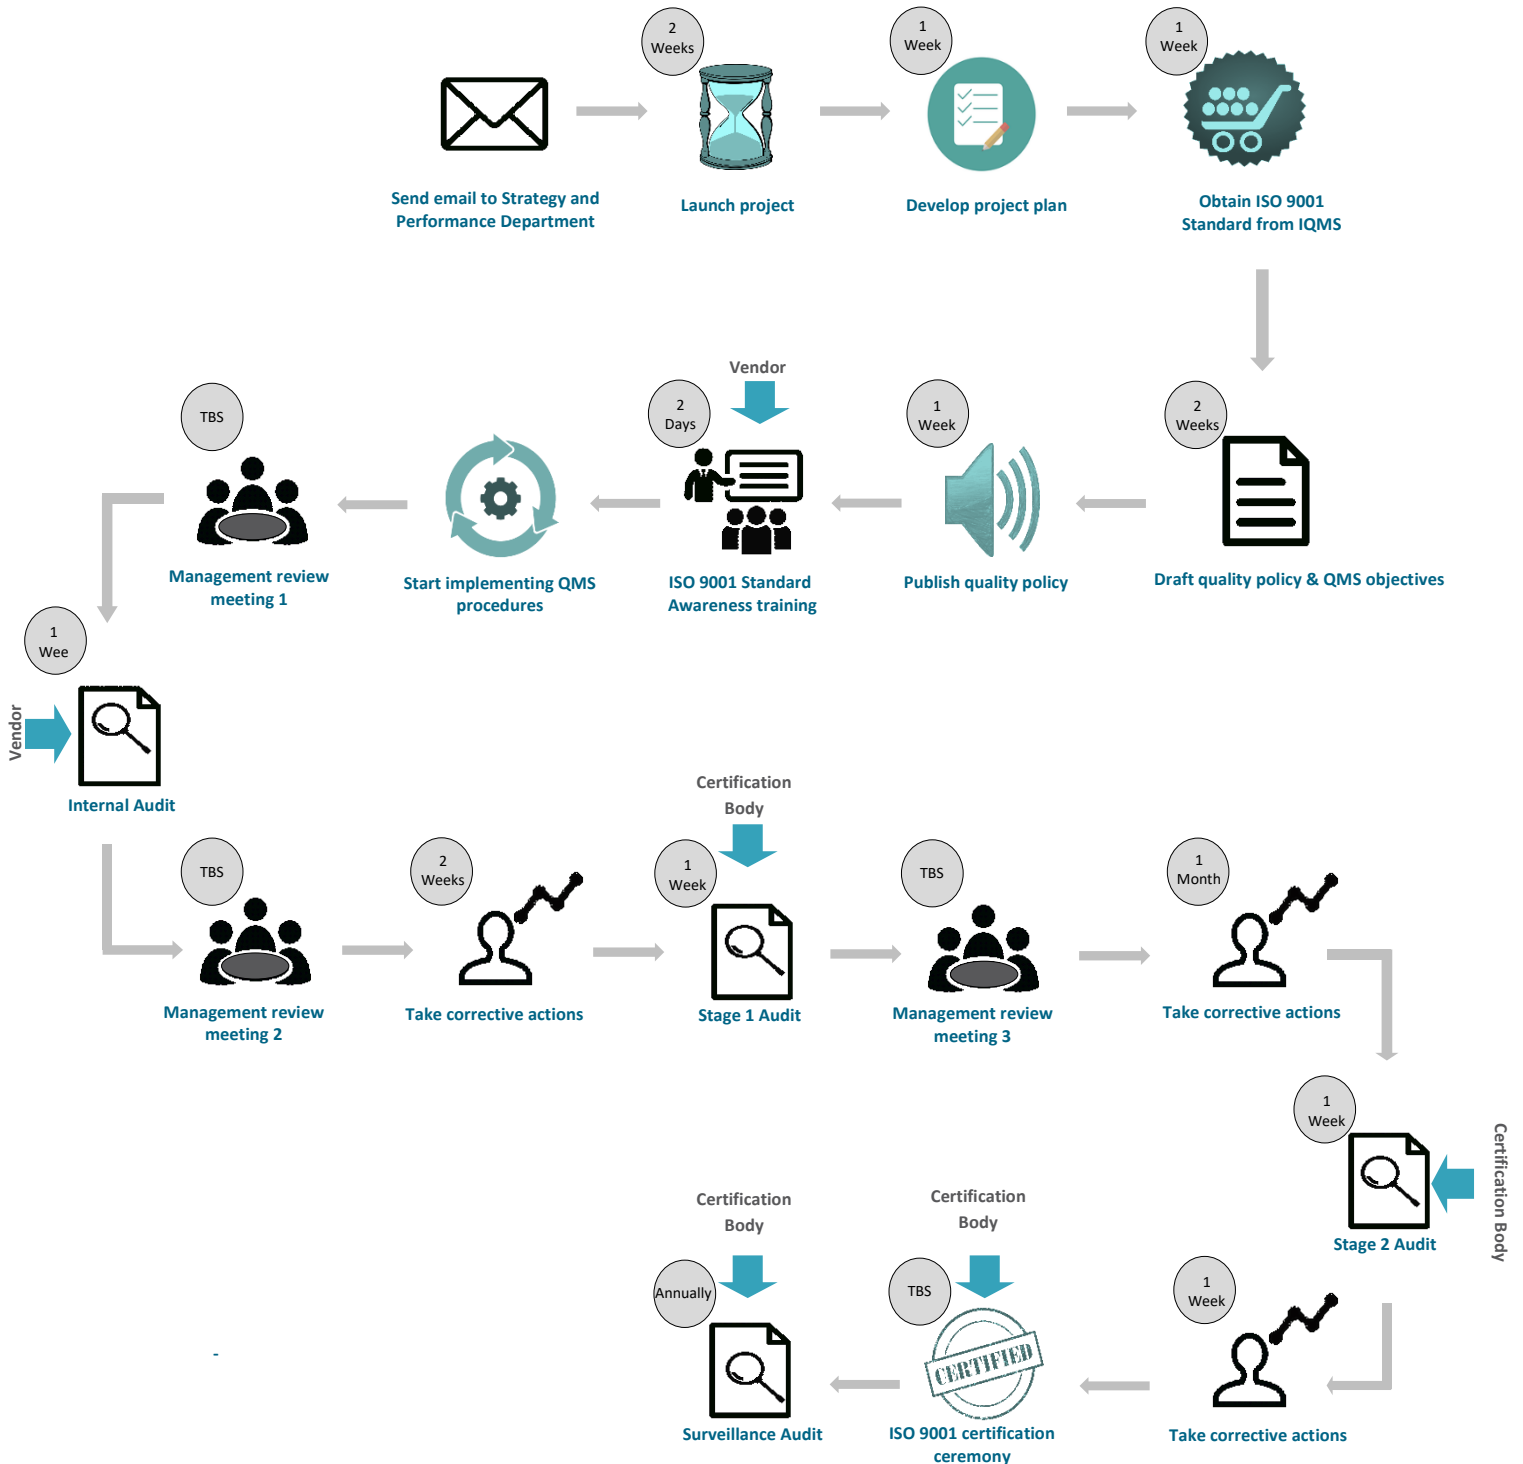 2
Weeks
1
Week
1
Week
Send email to Strategy and
Performance Department
Launch project
Develop project plan
Obtain ISO 9001
Standard from IQMS
Vendor
TBS
2
Days
1
Week
2
Weeks
Management review
meeting 1
Start implementing QMS
procedures
ISO 9001 Standard
Awareness training
Publish quality policy
Draft quality policy & QMS objectives
1
Wee
Vendor
Internal Audit
Certification
Body
TBS
2
Weeks
1
Week
TBS
1
Month
Management review
meeting 2
Take corrective actions
Stage 1 Audit
Management review
meeting 3
Take corrective actions
1
Week
Certification Body
Stage 2 Audit
Certification
Body
Certification
Body
Annually
TBS
1
Week
-
CERTIFIED
Surveillance Audit
ISO 9001 certification
ceremony
Take corrective actions